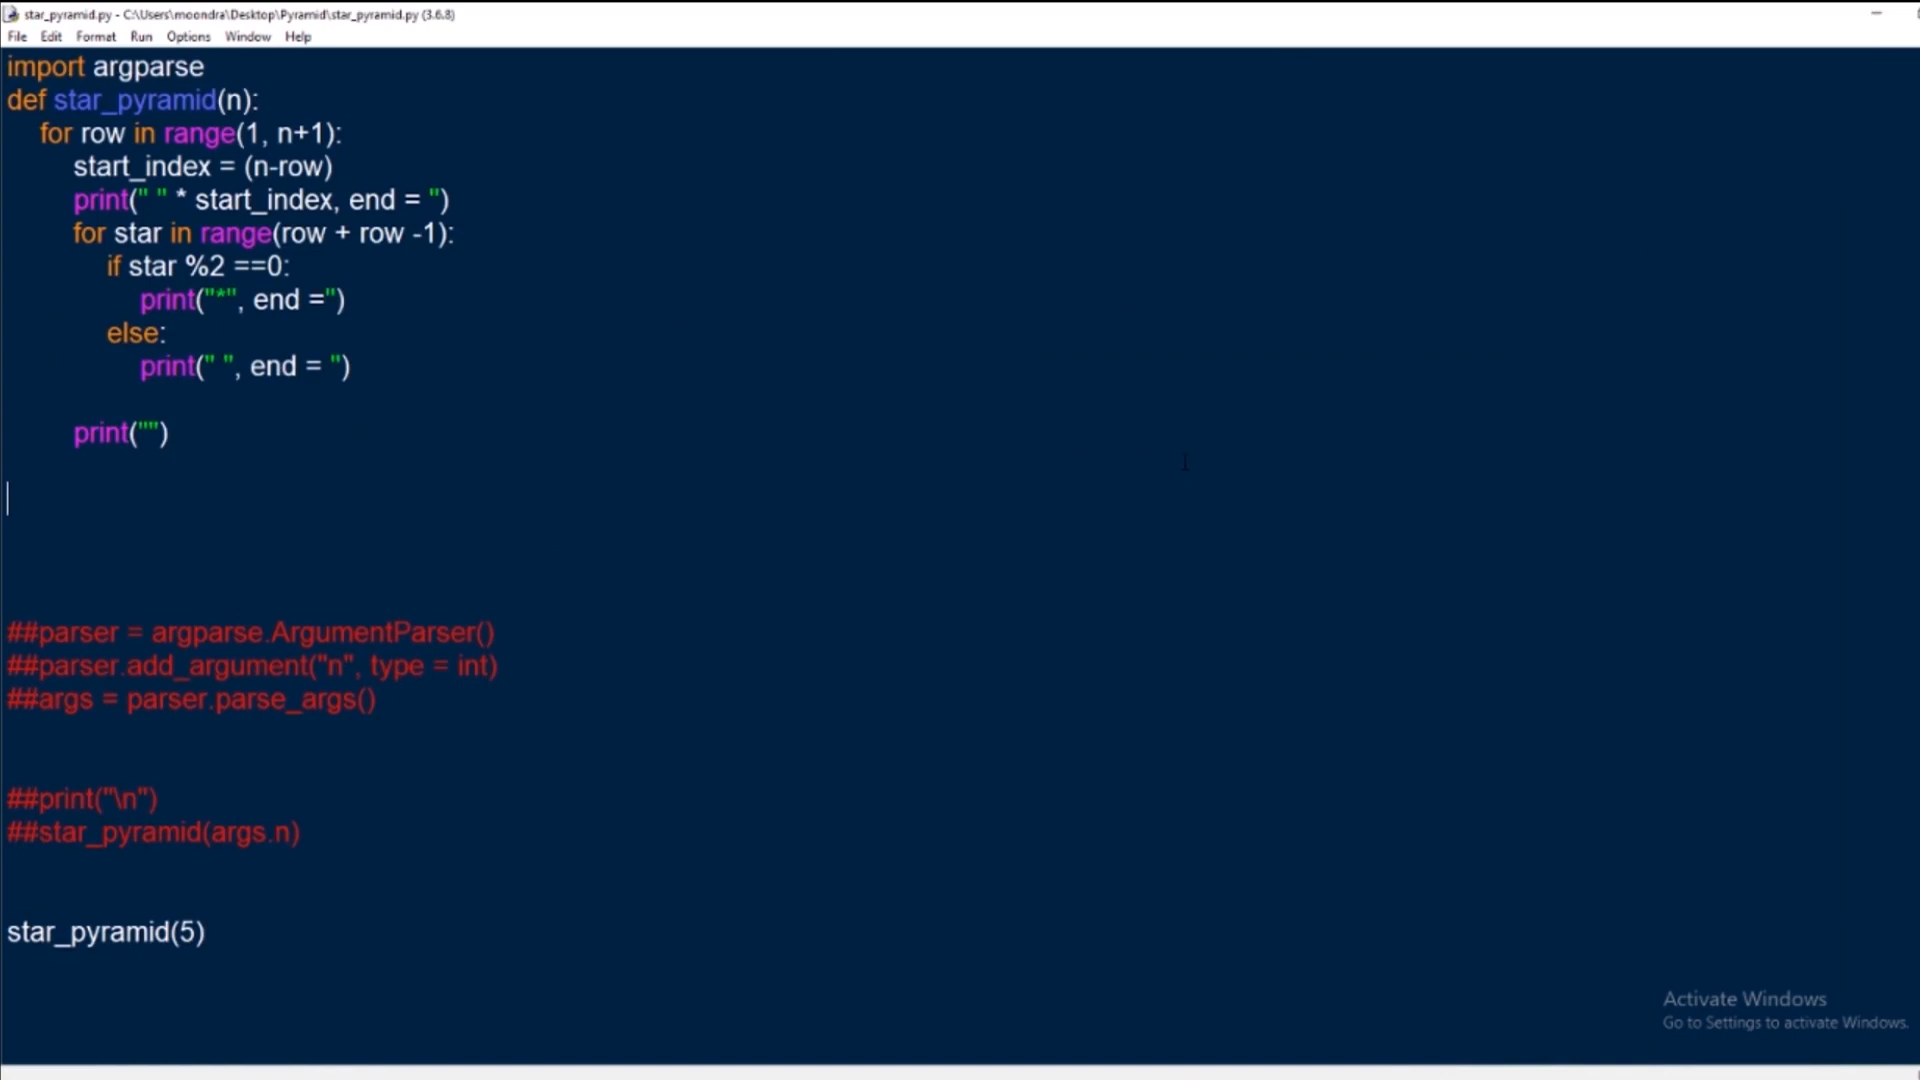 star_pyramid.py - C:\Users\moondra\Desktop\Pyramid\star_pyramid.py (3.6.8)
File Edit Format Run Options Window Help
import argparse
def star_pyramid(n):
    for row in range(1, n+1):
        start_index = (n-row)
        print(" " * start_index, end = '')
        for star in range(row + row -1):
            if star %2 ==0:
                print("*", end ='')
            else:
                print(" ", end = '')
        print("")
##parser = argparse.ArgumentParser()
##parser.add_argument("n", type = int)
##args = parser.parse_args()
##print("\n")
##star_pyramid(args.n)
star_pyramid(5)
Activate Windows
Go to Settings to activate Windows.